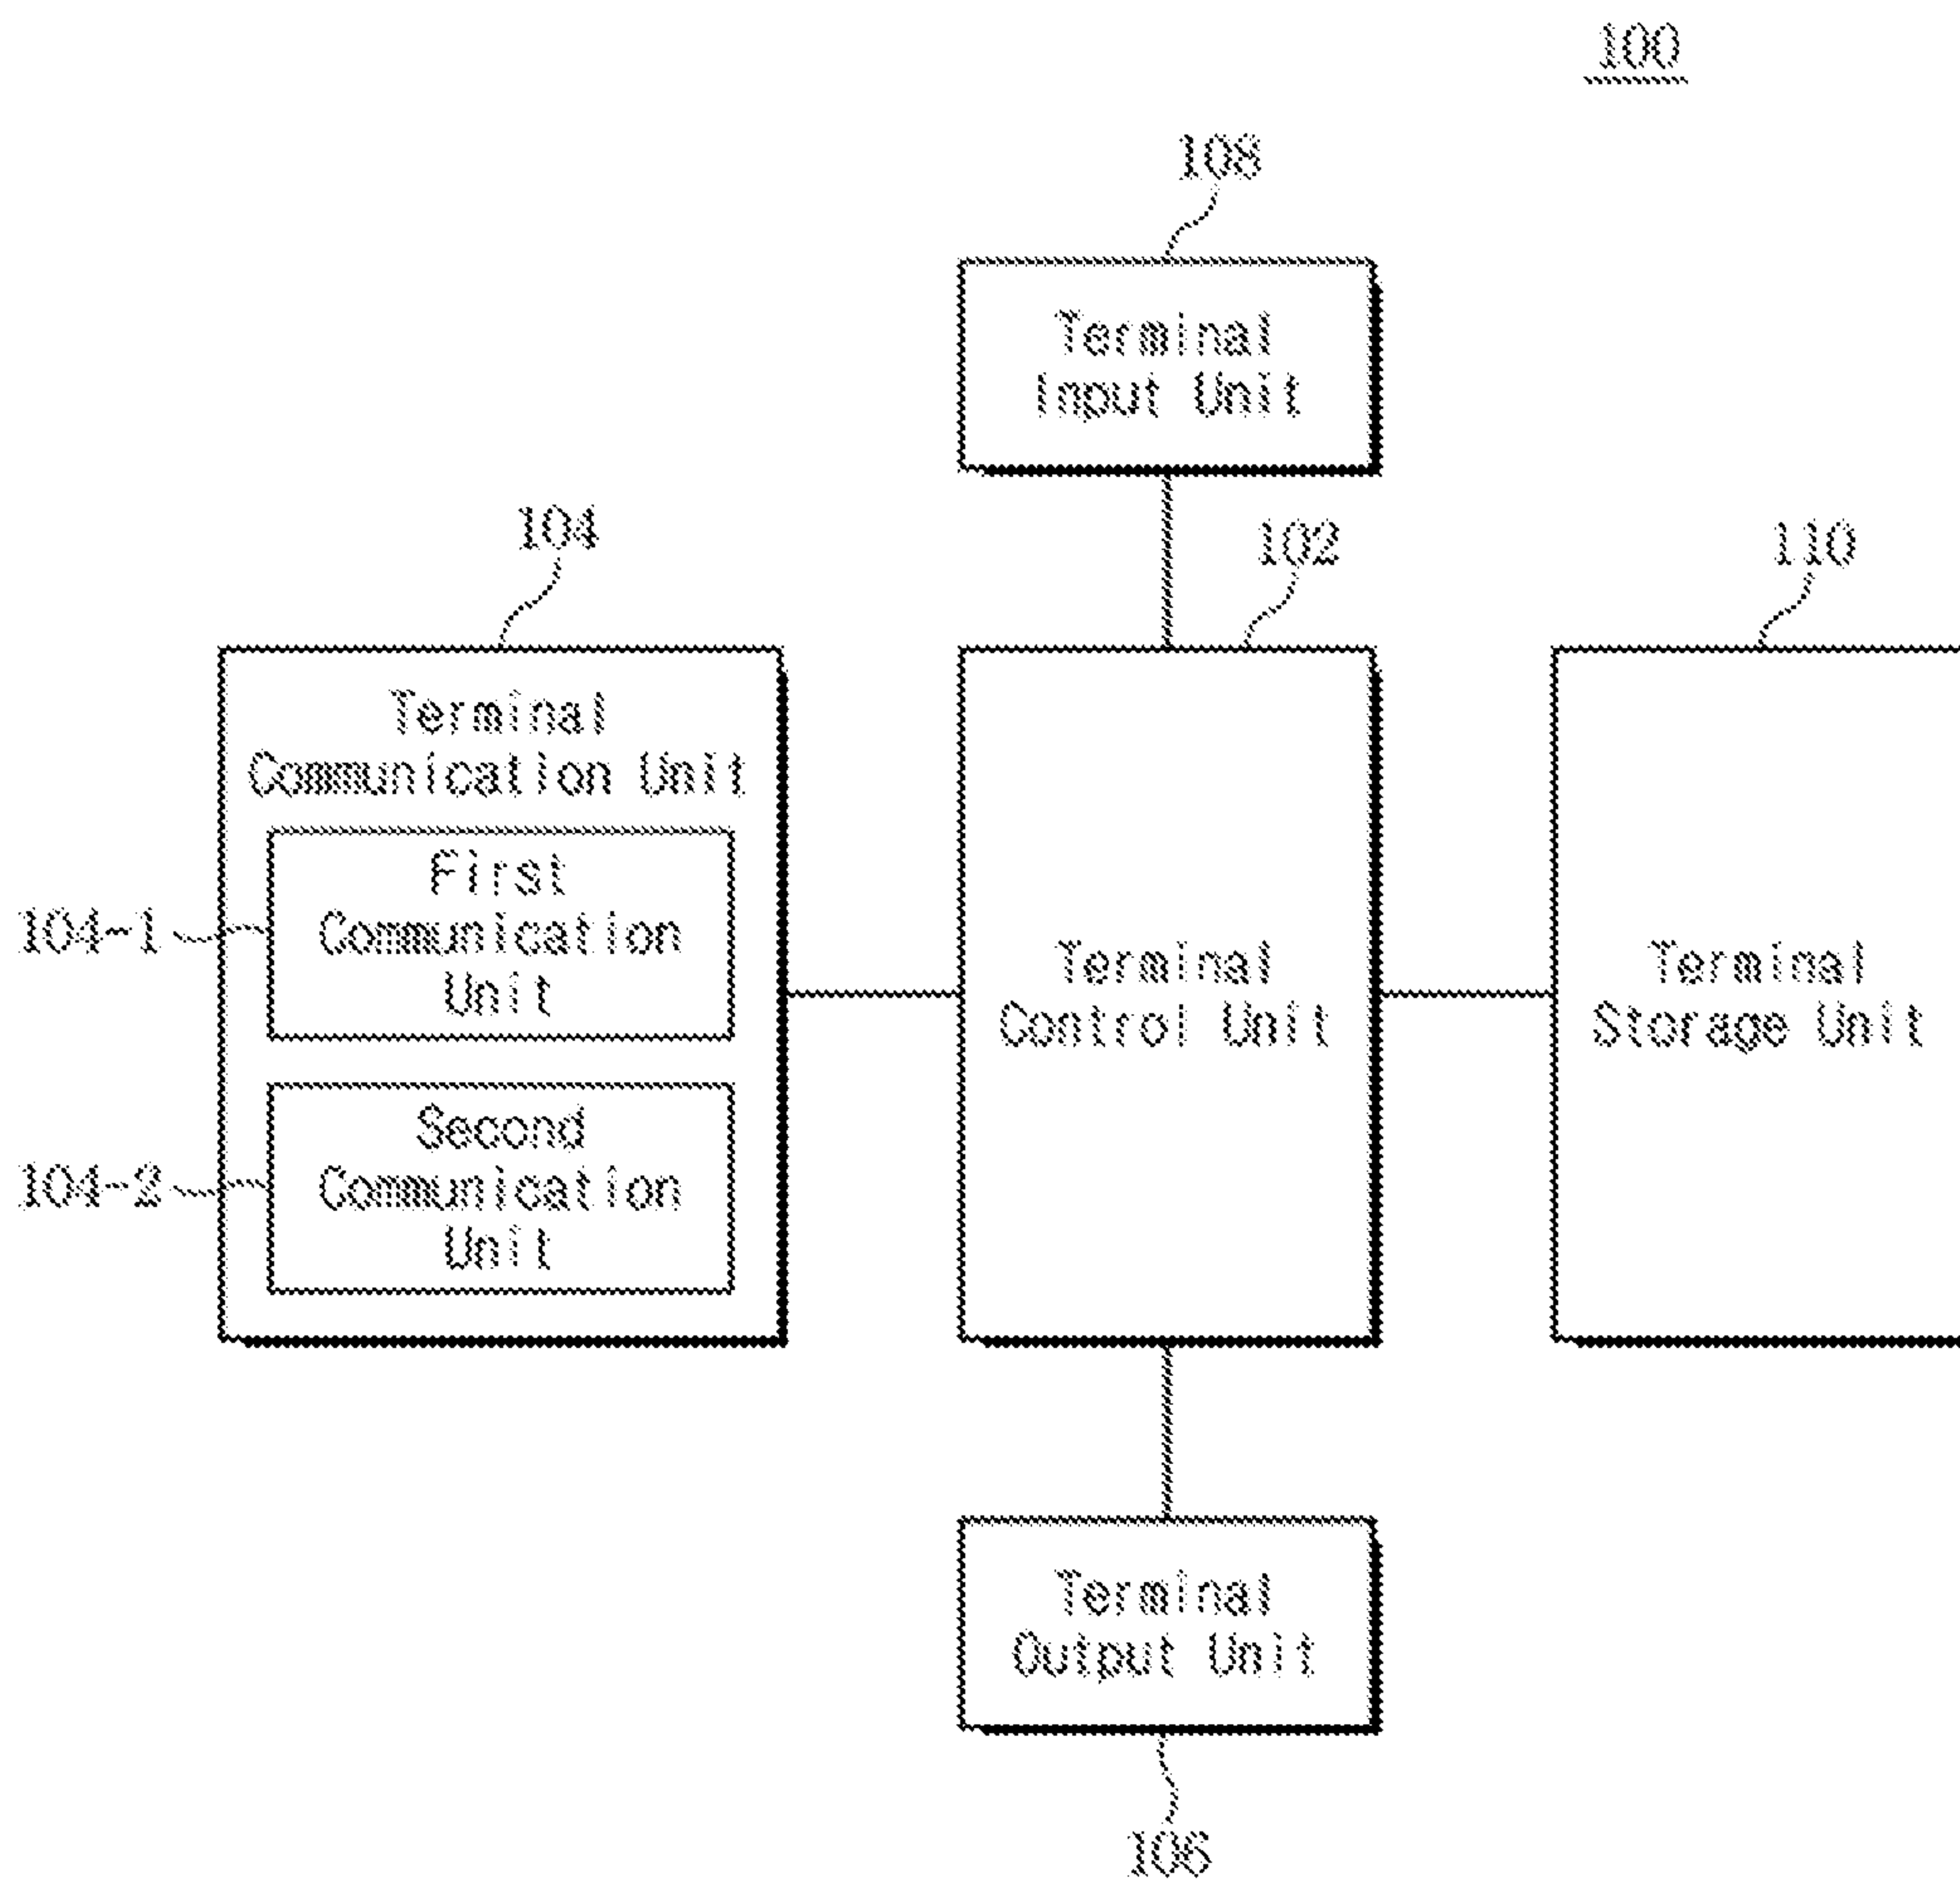 100
108
Terminal
Input Unit
104
102
110
Terminal
Communication Unit
First
Communication
Unit
104-1
Second
Communication
Unit
104-2
Terminal
Control Unit
Terminal
Storage Unit
Terminal
Output Unit
106